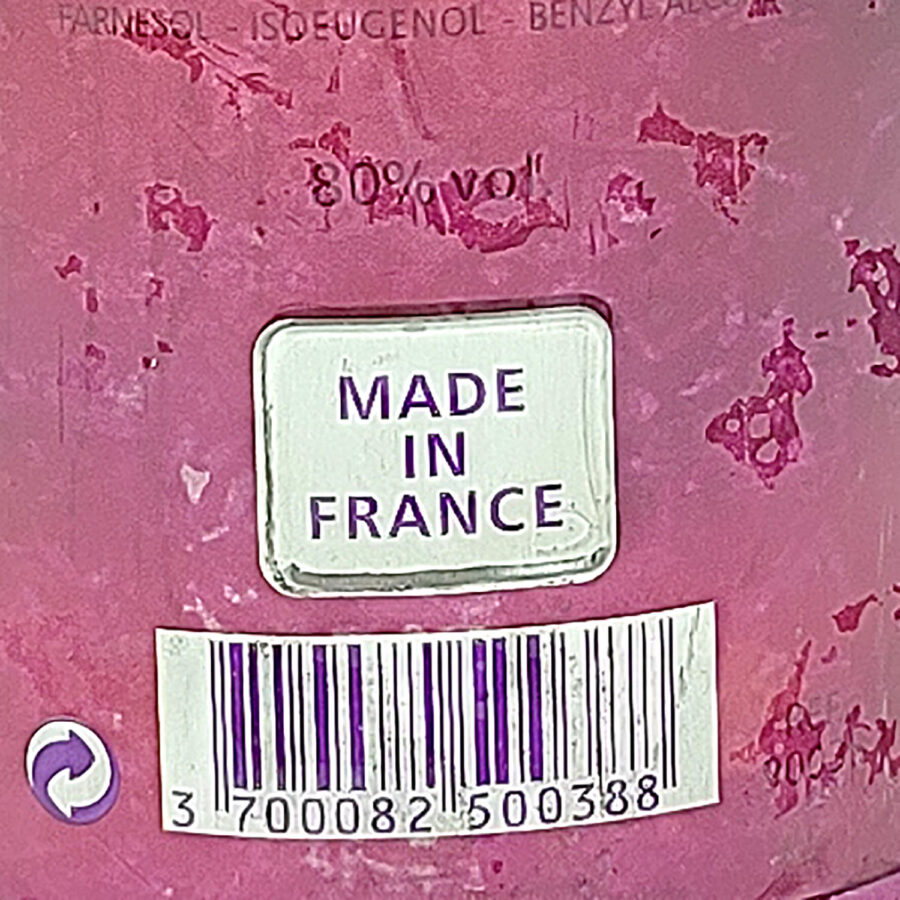 FARNESOL - ISOEUGENOL - BENZYL
80% vol
MADE
IN
FRANCE
3 700082 500388